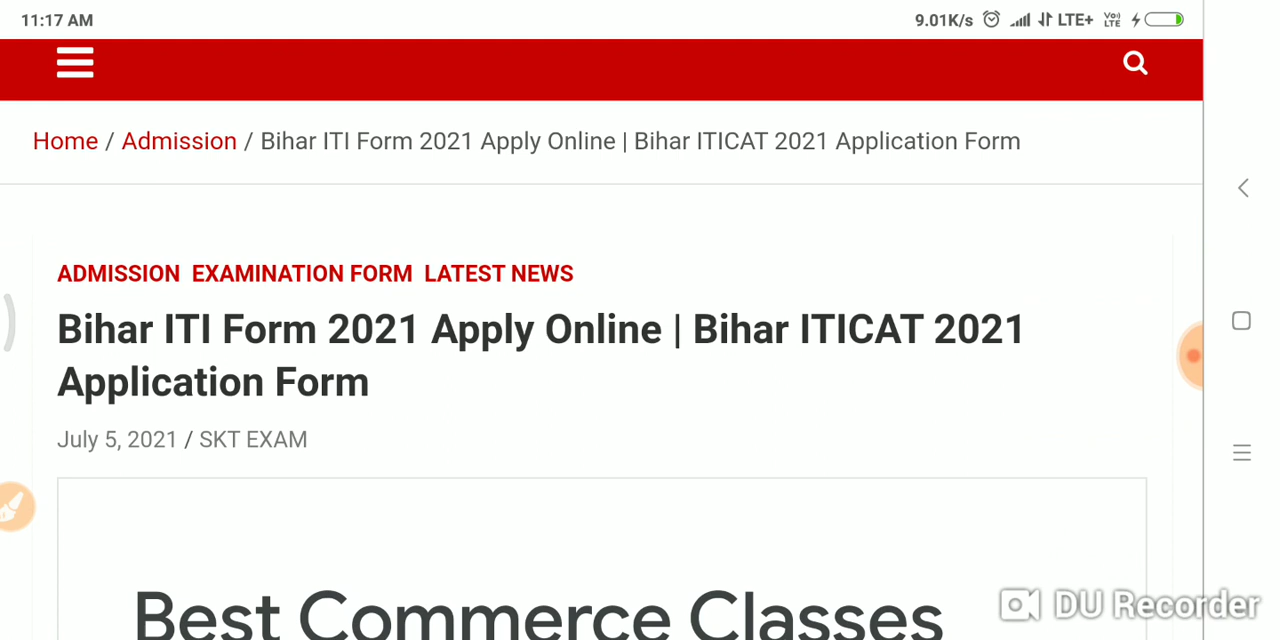 11:17 AM
9.01K/s LTE+ Vo) LTE
Home / Admission / Bihar ITI Form 2021 Apply Online | Bihar ITICAT 2021 Application Form
ADMISSION EXAMINATION FORM LATEST NEWS
Bihar ITI Form 2021 Apply Online | Bihar ITICAT 2021
Application Form
July 5, 2021 / SKT EXAM
Best Commerce Classes
DU Recorder